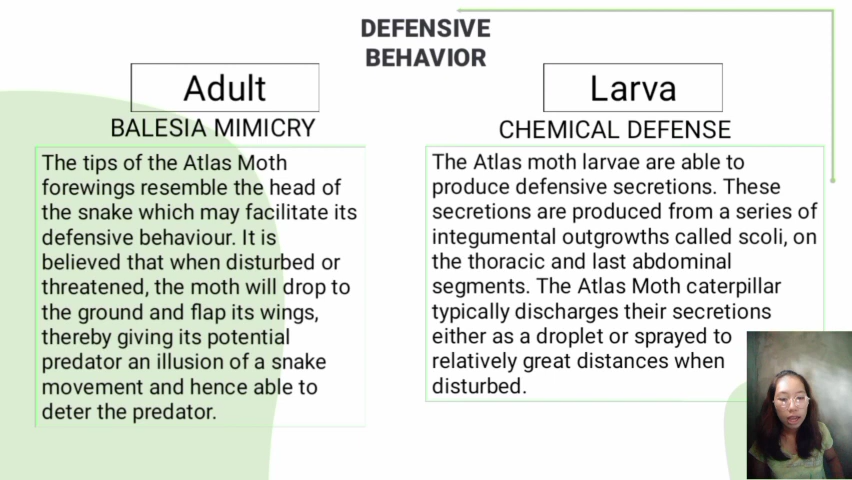 DEFENSIVE
BEHAVIOR
Adult
BALESIA MIMICRY
The tips of the Atlas Moth
forewings resemble the head of
the snake which may facilitate its
defensive behaviour. It is
believed that when disturbed or
threatened, the moth will drop to
the ground and flap its wings,
thereby giving its potential
predator an illusion of a snake
movement and hence able to
deter the predator.
Larva
CHEMICAL DEFENSE
The Atlas moth larvae are able to
produce defensive secretions. These
secretions are produced from a series of
integumental outgrowths called scoli, on
the thoracic and last abdominal
segments. The Atlas Moth caterpillar
typically discharges their secretions
either as a droplet or sprayed to
relatively great distances when
disturbed.